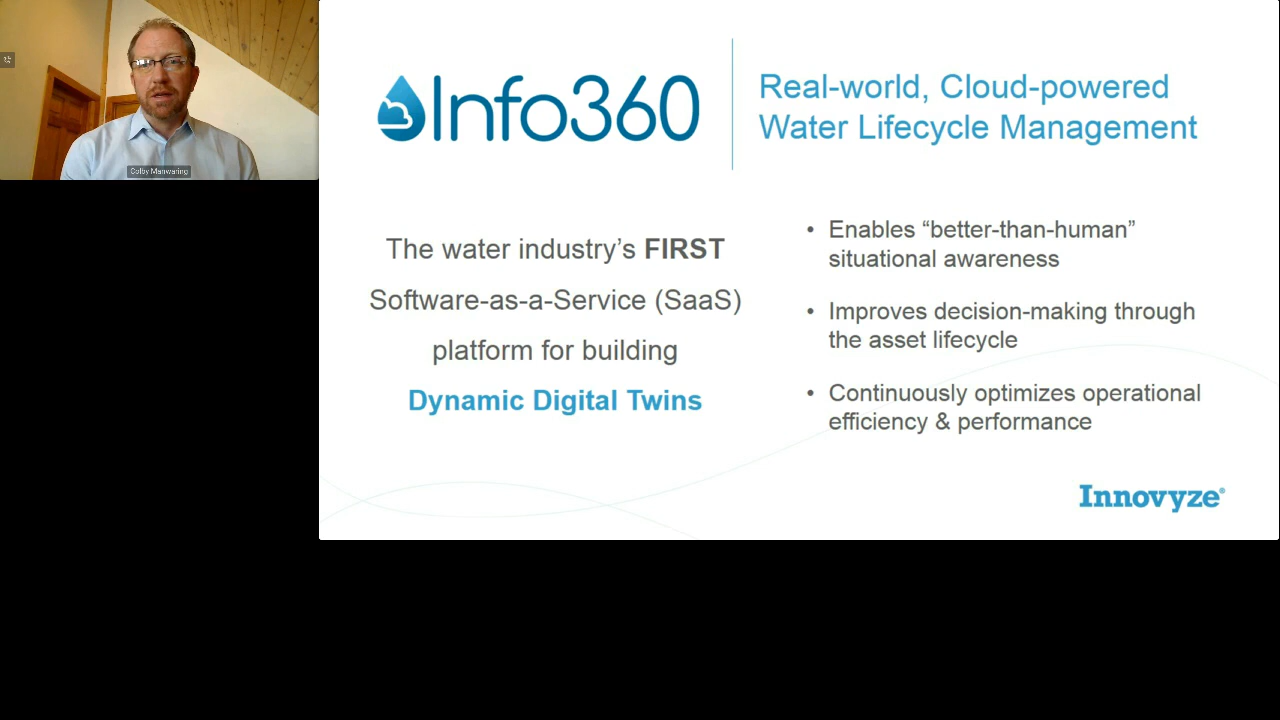 Colby Manwaring
Info360
Real-world, Cloud-powered
Water Lifecycle Management
The water industry’s FIRST
Software-as-a-Service (SaaS)
platform for building
Dynamic Digital Twins
• Enables “better-than-human”
situational awareness
• Improves decision-making through
the asset lifecycle
• Continuously optimizes operational
efficiency & performance
Innovyze®